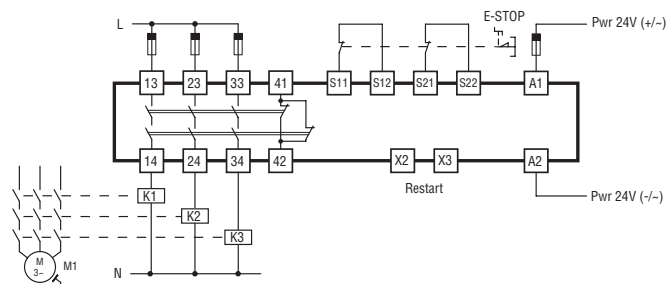 L
E-STOP
Pwr 24V (+/~)
13 23 33 41 S11 S12 S21 S22 A1
14 24 34 42 X2 X3 A2
Restart
Pwr 24V (-/~)
K1
K2
K3
M
3~
M1
N